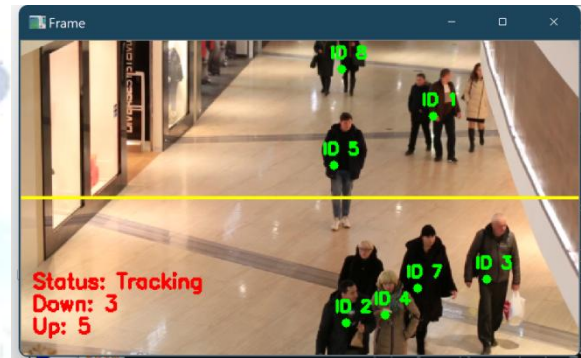 Frame
ID 8
ID 1
ID 5
ID 7
ID 3
ID 2
ID 4
Status: Tracking
Down: 3
Up: 5